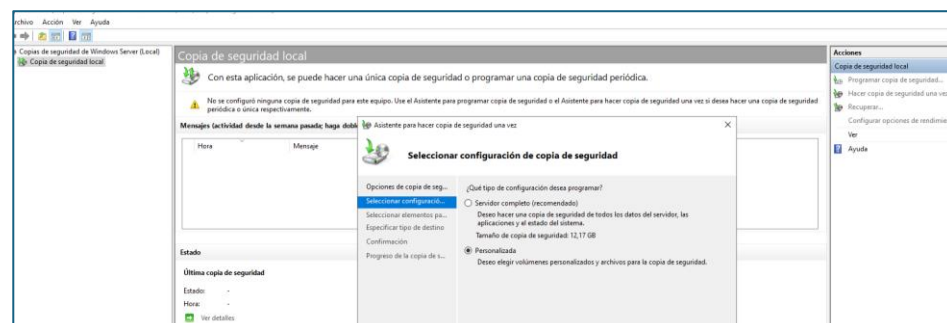 Archivo Acción Ver Ayuda
Copias de seguridad de Windows Server (Local)
Copia de seguridad local
Copia de seguridad local
Con esta aplicación, se puede hacer una única copia de seguridad o programar una copia de seguridad periódica.
No se configuró ninguna copia de seguridad para este equipo. Use el Asistente para programar copia de seguridad o el Asistente para hacer copia de seguridad una vez si desea hacer una copia de seguridad
periódica o única respectivamente.
Mensajes (actividad desde la semana pasada; haga doble
Hora Mensaje
Estado
Última copia de seguridad
Estado: -
Hora: -
Ver detalles
Asistente para hacer copia de seguridad una vez
Seleccionar configuración de copia de seguridad
Opciones de copia de seg...
Seleccionar configuració...
Seleccionar elementos pa...
Especificar tipo de destino
Confirmación
Progreso de la copia de s...
¿Qué tipo de configuración desea programar?
Servidor completo (recomendado)
Deseo hacer una copia de seguridad de todos los datos del servidor, las
aplicaciones y el estado del sistema.
Tamaño de copia de seguridad: 12,17 GB
Personalizada
Deseo elegir volúmenes personalizados y archivos para la copia de seguridad.
Acciones
Copia de seguridad local
Programar copia de seguridad...
Hacer copia de seguridad una vez
Recuperar...
Configurar opciones de rendimie
Ver
Ayuda